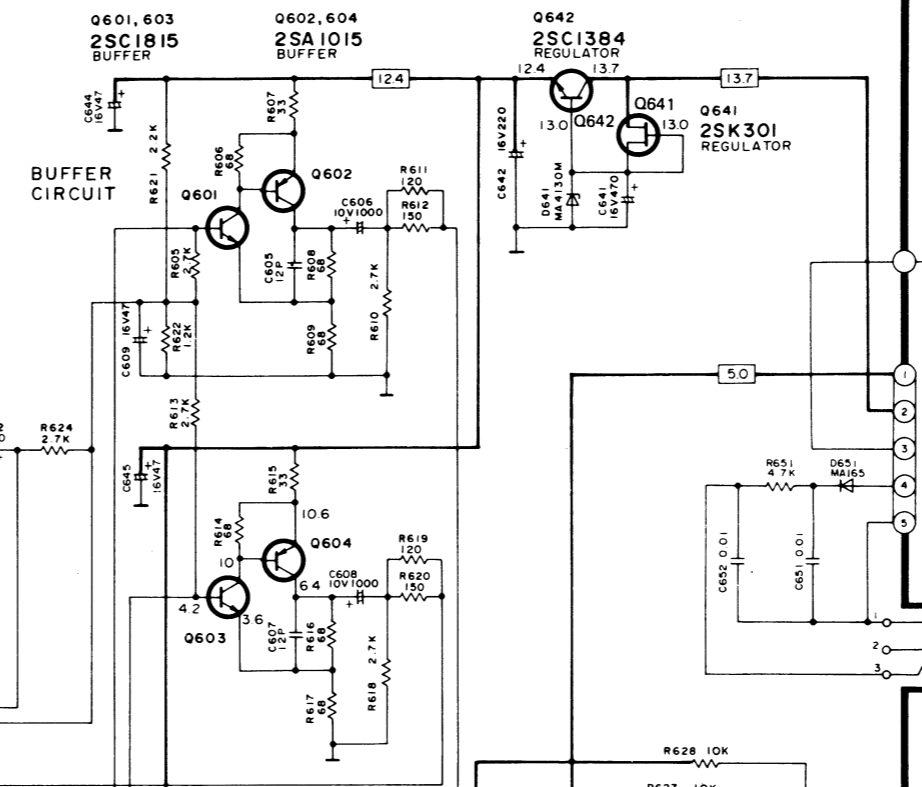 Q601, 603
2SC1815
BUFFER
Q602, 604
2SA1015
BUFFER
Q642
2SC1384
REGULATOR
12.4
12.4
13.7
13.7
C644
16V47
R607
33
2.2K
R621
R606
68
Q602
Q601
BUFFER
CIRCUIT
C642 16V220
13.0
Q642
Q641
13.0
Q641
2SK301
REGULATOR
D641
MA4130M
C641
16V470
R611
120
C606
10V1000
R612
150
R605
2.7K
C605
12P
R608
68
2.7K
R610
C609 16V47
R622
1.2K
R609
68
R613
2.7K
5.0
1
2
3
4
5
R624
2.7K
C645
16V47
R615
33
10.6
R614
68
Q604
10
R619
120
6.4
C608
10V1000
R620
150
4.2
3.6
Q603
C607
12P
R616
68
2.7K
R618
R617
68
R651
4.7K
D651
MA165
C652 0.01
C651 0.01
1
2
3
R628 10K
R627 10K